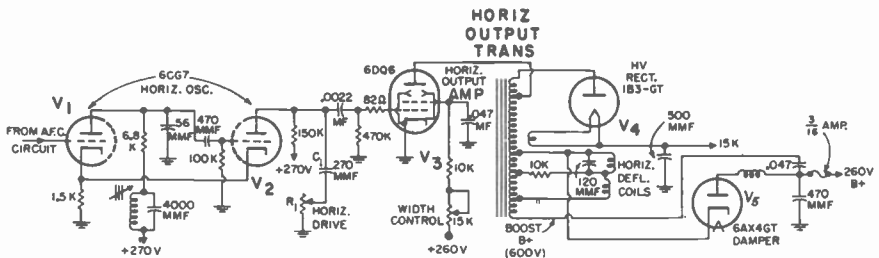 HORIZ
OUTPUT
TRANS
6CG7
HORIZ. OSC.
V1
FROM A.F.C.
CIRCUIT
6.8
K
56
MMF
470
MMF
100K
1.5K
4000
MMF
+270V
V2
150K
+270V
C1
270
MMF
R1
HORIZ.
DRIVE
.0022
MF
82Ω
470K
6DQ6
HORIZ.
OUTPUT
AMP
.047
MF
V3
10K
WIDTH
CONTROL
15K
+260V
HV
RECT.
1B3-GT
V4
500
MMF
15K
10K
120
MMF
HORIZ.
DEFL.
COILS
BOOST
B+
(600V)
V5
6AX4GT
DAMPER
.047
3/16 AMP.
260V
B+
470
MMF